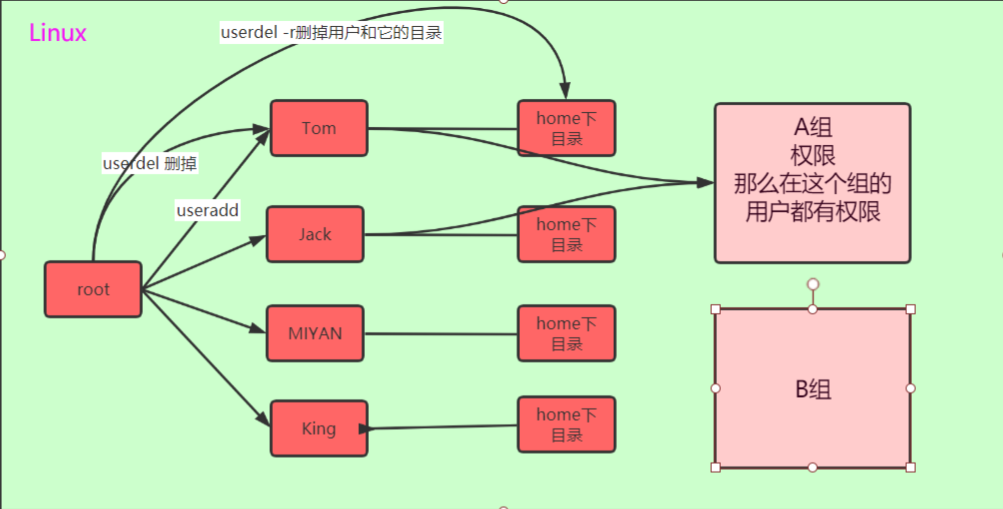 Linux
userdel -r删掉用户和它的目录
Tom
home下
目录
A组
权限
那么在这个组的
用户都有权限
userdel 删掉
useradd
Jack
home下
目录
root
MIYAN
home下
目录
B组
King
home下
目录